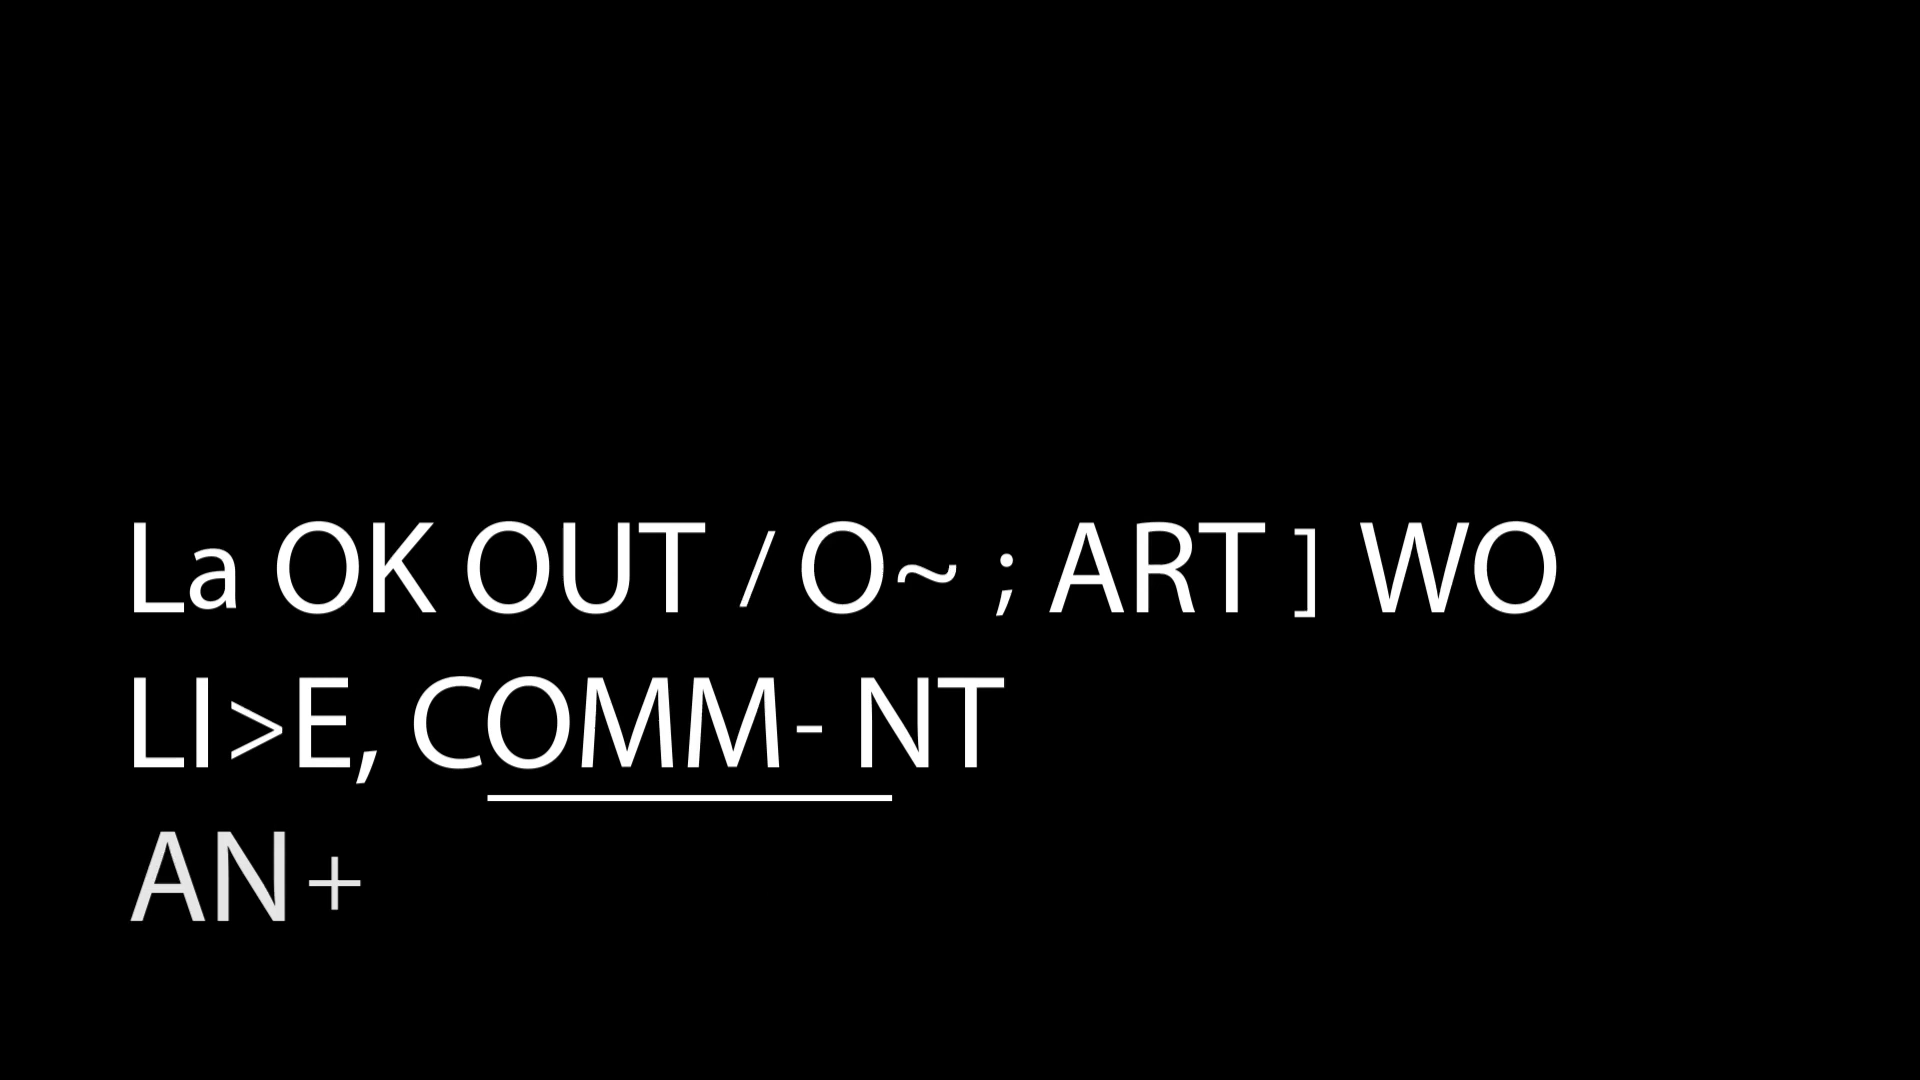 La OK OUT / O~ ; ART ] WO
LI>E, COMM- NT
AN+